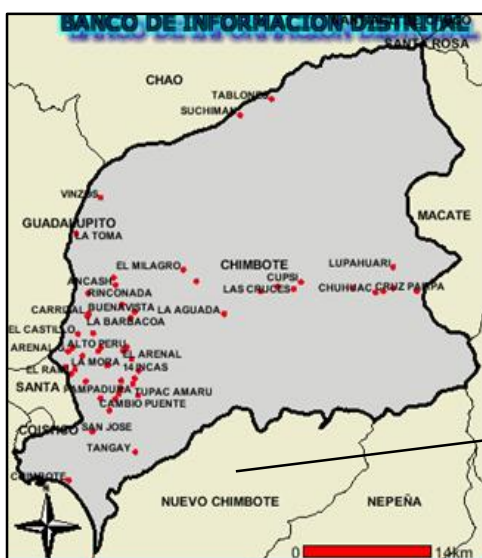 BANCO DE INFORMACION DISTRITAL
SANTA ROSA
CHAO
TABLONES
SUCHIMAN
VINZOS
GUADALUPITO
LA TOMA
MACATE
EL MILAGRO
CHIMBOTE
LUPAHUARI
ANCASH
CUPSI
RINCONADA
LAS CRUCES
CHUHUAC
CRUZ PAMPA
CARRIZAL
BUENAVISTA
LA AGUADA
LA BARBACOA
EL CASTILLO
ARENAL
ALTO PERU
EL ARENAL
LA MORA
14 INCAS
EL RAMAL
SANTA
PAMPADURA
TUPAC AMARU
CAMBIO PUENTE
COISHCO
SAN JOSE
TANGAY
CHIMBOTE
NUEVO CHIMBOTE
NEPEÑA
0
14km